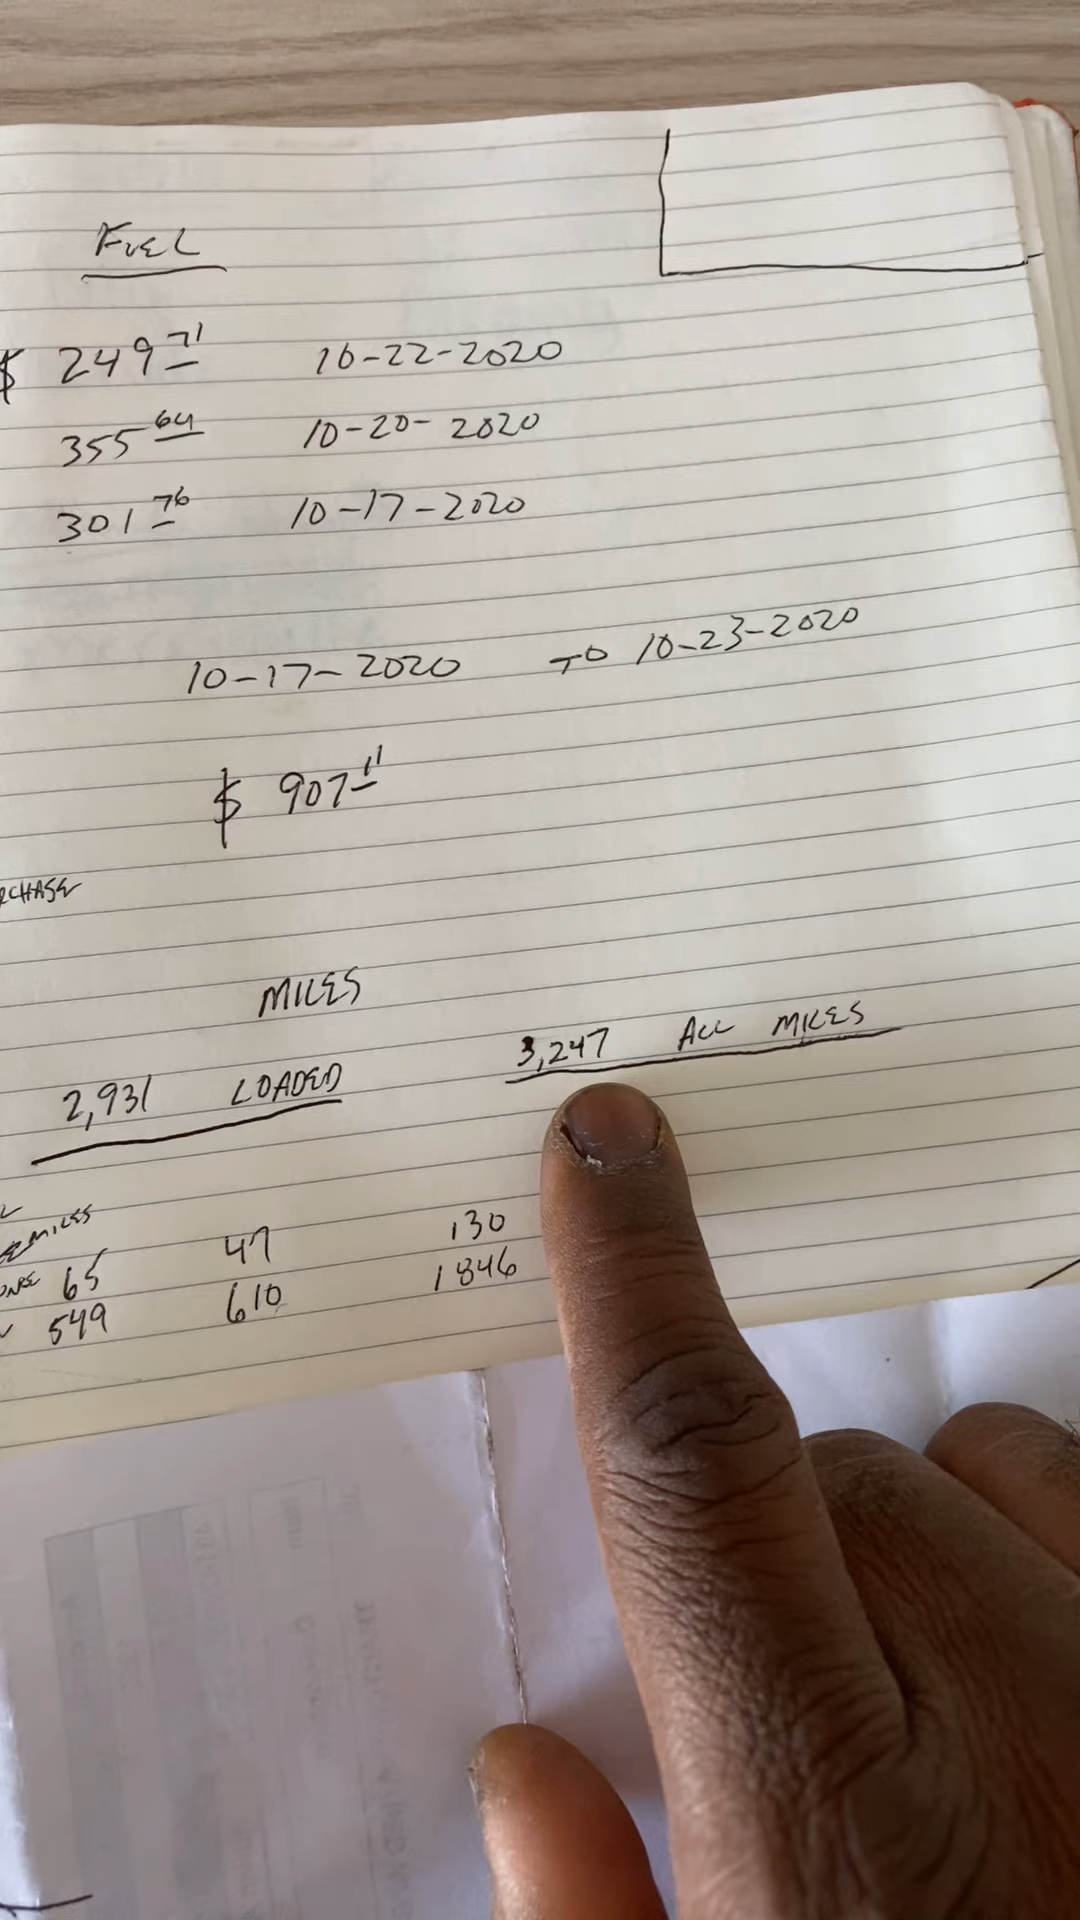 FUEL
$ 249 71 10-22-2020
355 64 10-20-2020
301 76 10-17-2020
10-17-2020 TO 10-23-2020
$ 907 11
RCHASE
MILES
3,247 ALL MILES
2,931 LOADED
MILES
65 47 130
549 610 1846